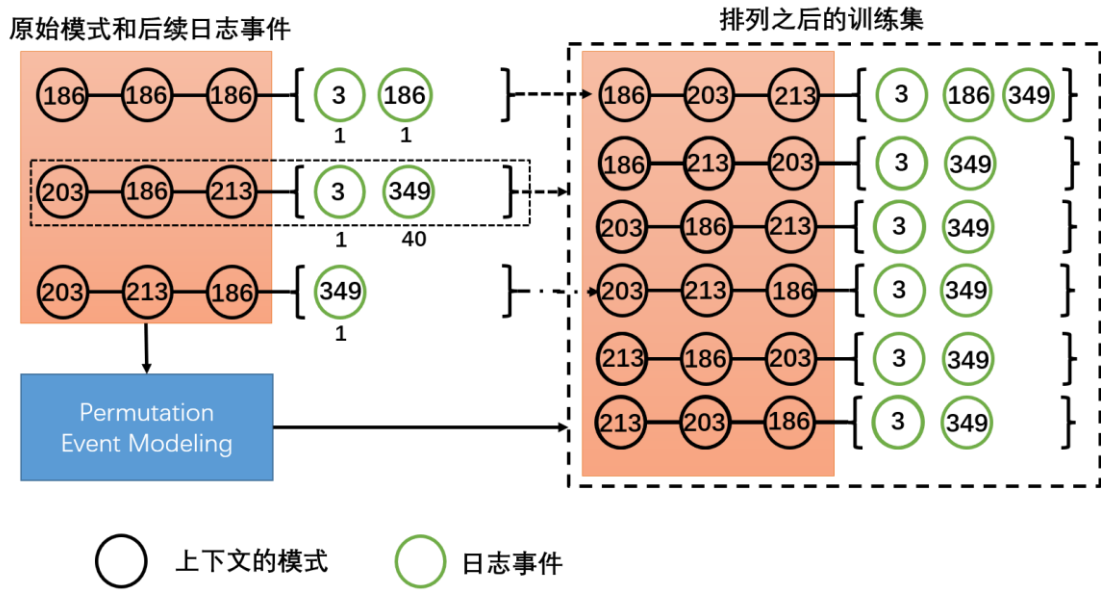 原始模式和后续日志事件
186 186 186 [ 3 186 ]
1 1
203 186 213 [ 3 349 ]
1 40
203 213 186 [ 349 ]
1
Permutation
Event Modeling
排列之后的训练集
186 203 213 [ 3 186 349 }
186 213 203 [ 3 349 }
203 186 213 [ 3 349 }
203 213 186 [ 3 349 }
213 186 203 [ 3 349 }
213 203 186 [ 3 349 }
上下文的模式
日志事件